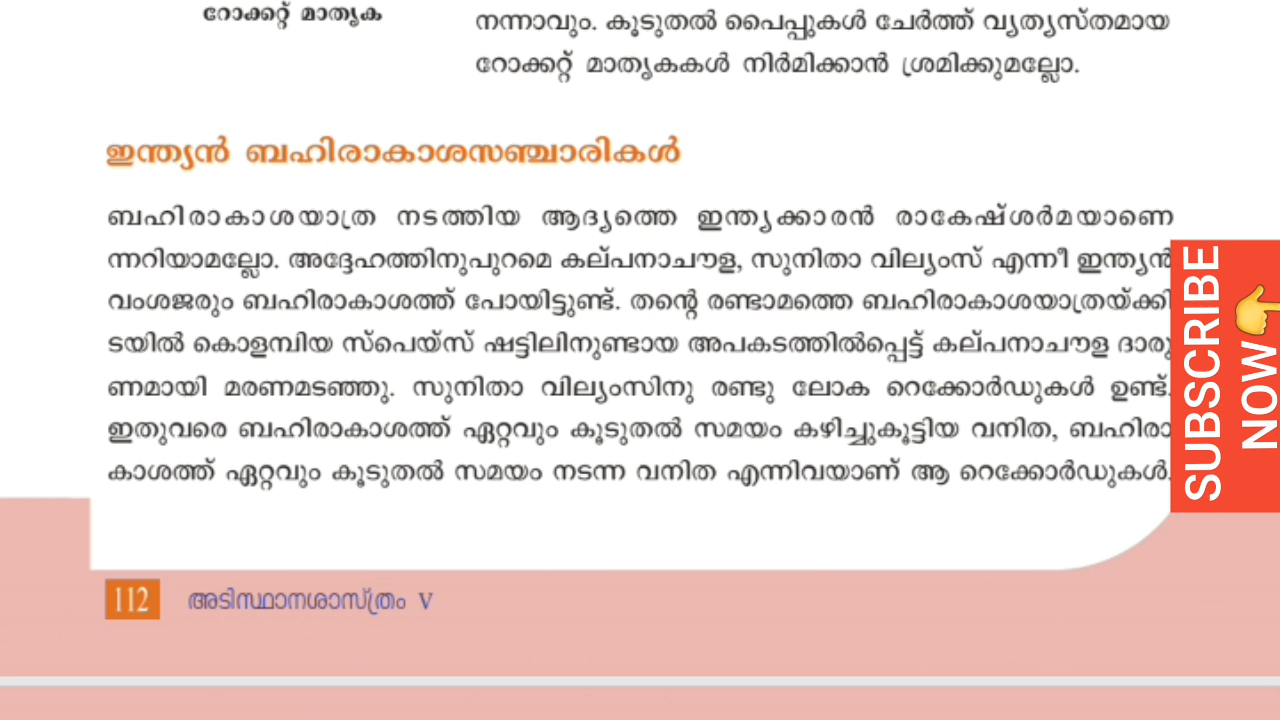 റോക്കറ്റ് മാതൃക
നന്നാവും. കൂടുതൽ പൈപ്പുകൾ ചേർത്ത് വ്യത്യസ്തമായ
റോക്കറ്റ് മാതൃകകൾ നിർമിക്കാൻ ശ്രമിക്കുമല്ലോ.
ഇന്ത്യൻ ബഹിരാകാശസഞ്ചാരികൾ
ബഹിരാകാശയാത്ര നടത്തിയ ആദ്യത്തെ ഇന്ത്യക്കാരൻ രാകേഷ്ശർമയാണെ
ന്നറിയാമല്ലോ. അദ്ദേഹത്തിനുപുറമെ കല്പനാചൗള, സുനിതാ വില്യംസ് എന്നീ ഇന്ത്യൻ
വംശജരും ബഹിരാകാശത്ത് പോയിട്ടുണ്ട്. തന്റെ രണ്ടാമത്തെ ബഹിരാകാശയാത്രയ്ക്കി
ടയിൽ കൊളമ്പിയ സ്പെയ്സ് ഷട്ടിലിനുണ്ടായ അപകടത്തിൽപ്പെട്ട് കല്പനാചൗള ദാരു
ണമായി മരണമടഞ്ഞു. സുനിതാ വില്യംസിനു രണ്ടു ലോക റെക്കോർഡുകൾ ഉണ്ട്.
ഇതുവരെ ബഹിരാകാശത്ത് ഏറ്റവും കൂടുതൽ സമയം കഴിച്ചുകൂട്ടിയ വനിത, ബഹിരാ
കാശത്ത് ഏറ്റവും കൂടുതൽ സമയം നടന്ന വനിത എന്നിവയാണ് ആ റെക്കോർഡുകൾ.
112 അടിസ്ഥാനശാസ്ത്രം V
SUBSCRIBE
NOW